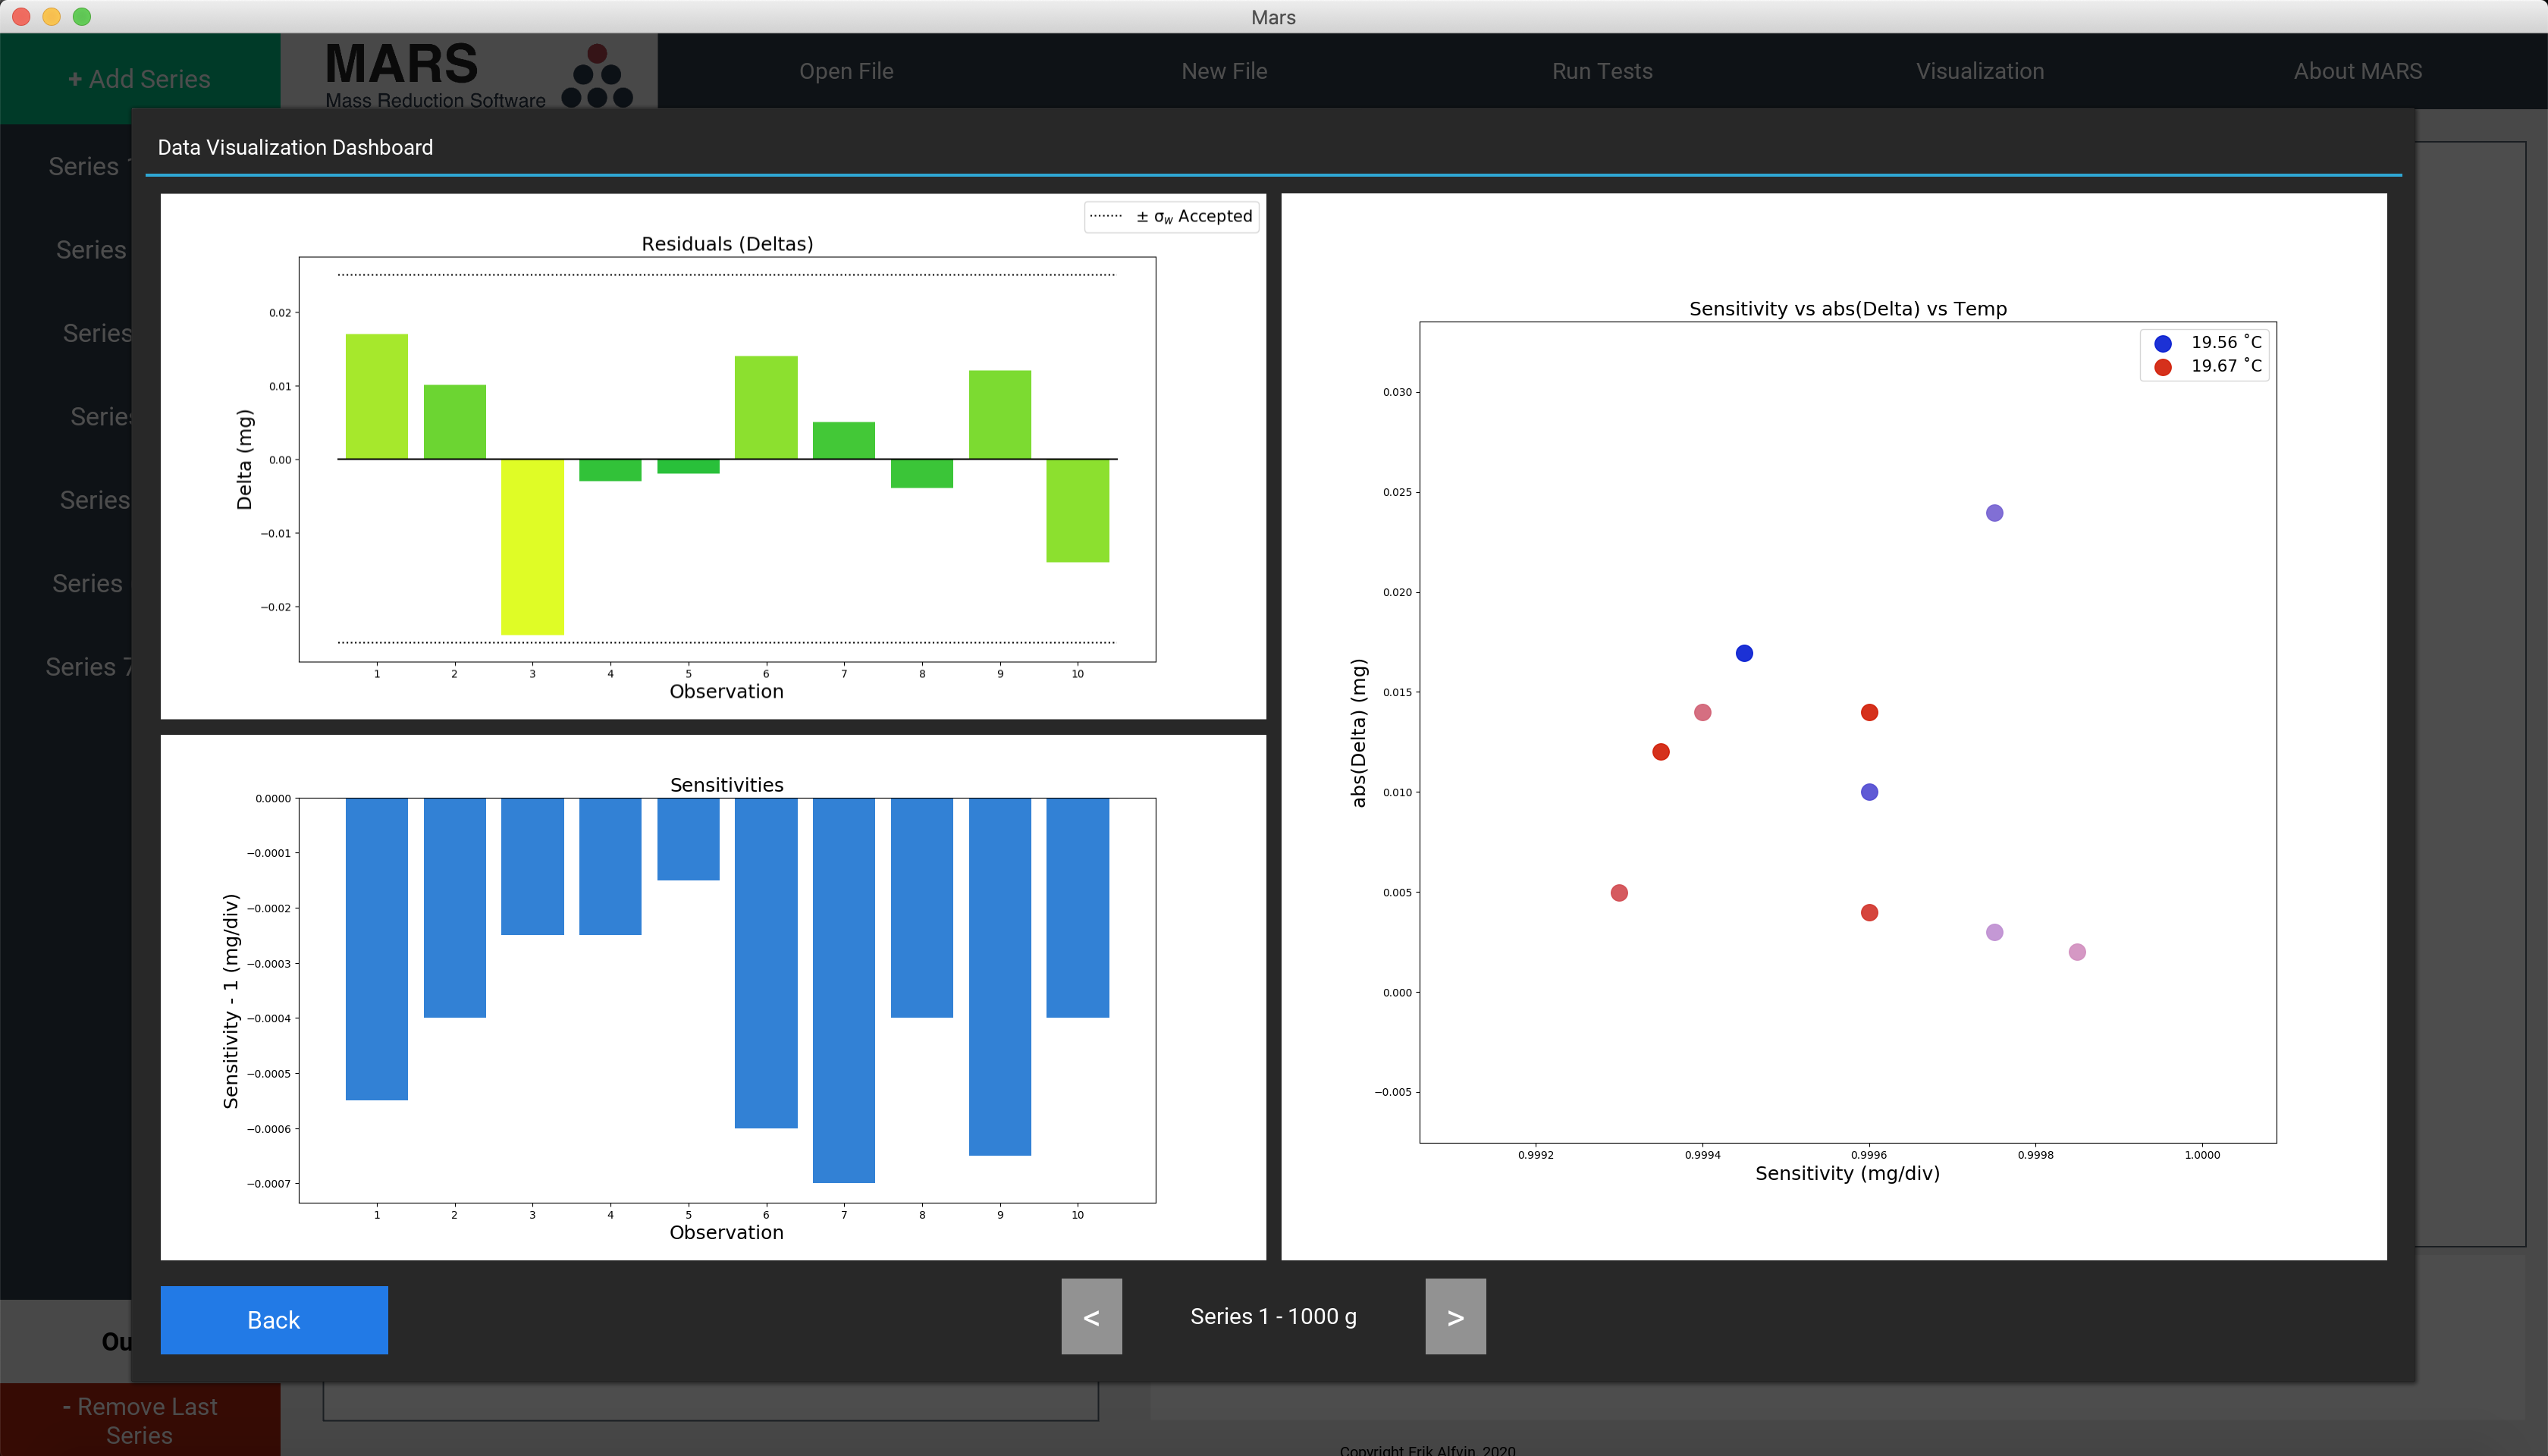 Mars
+ Add Series
MARS
Mass Reduction Software
Open File
New File
Run Tests
Visualization
About MARS
Data Visualization Dashboard
Series
Series
Series
Series
Series
Series
Series 7
± σw Accepted
Residuals (Deltas)
Delta (mg)
0.02
0.01
0.00
−0.01
−0.02
1 2 3 4 5 6 7 8 9 10
Observation
Sensitivities
Sensitivity - 1 (mg/div)
0.0000
−0.0001
−0.0002
−0.0003
−0.0004
−0.0005
−0.0006
−0.0007
1 2 3 4 5 6 7 8 9 10
Observation
Sensitivity vs abs(Delta) vs Temp
19.56 ˚C
19.67 ˚C
abs(Delta) (mg)
0.030
0.025
0.020
0.015
0.010
0.005
0.000
−0.005
0.9992 0.9994 0.9996 0.9998 1.0000
Sensitivity (mg/div)
Back
<
Series 1 - 1000 g
>
Ou
- Remove Last
Series
Copyright Erik Alfvin, 2020